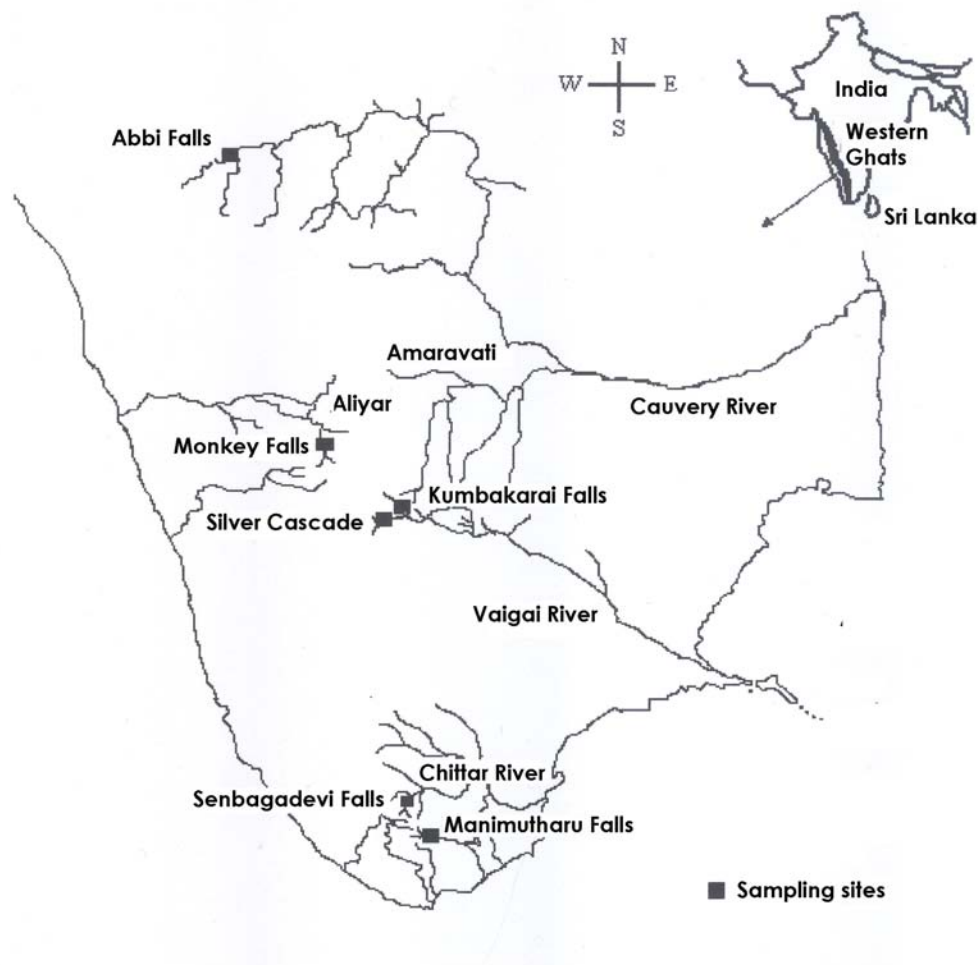 N
W E
S
India
Western
Ghats
Sri Lanka
Abbi Falls
Amaravati
Aliyar
Cauvery River
Monkey Falls
Kumbakarai Falls
Silver Cascade
Vaigai River
Chittar River
Senbagadevi Falls
Manimutharu Falls
Sampling sites